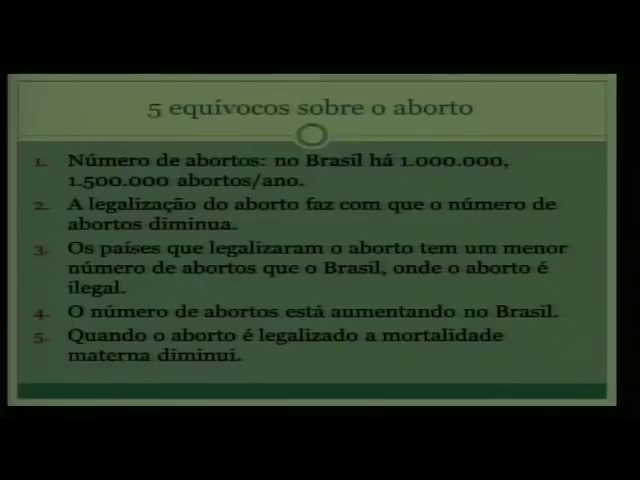 5 equívocos sobre o aborto
1. Número de abortos: no Brasil há 1.000.000,
1.500.000 abortos/ano.
2. A legalização do aborto faz com que o número de
abortos diminua.
3. Os países que legalizaram o aborto tem um menor
número de abortos que o Brasil, onde o aborto é
ilegal.
4. O número de abortos está aumentando no Brasil.
5. Quando o aborto é legalizado a mortalidade
materna diminui.